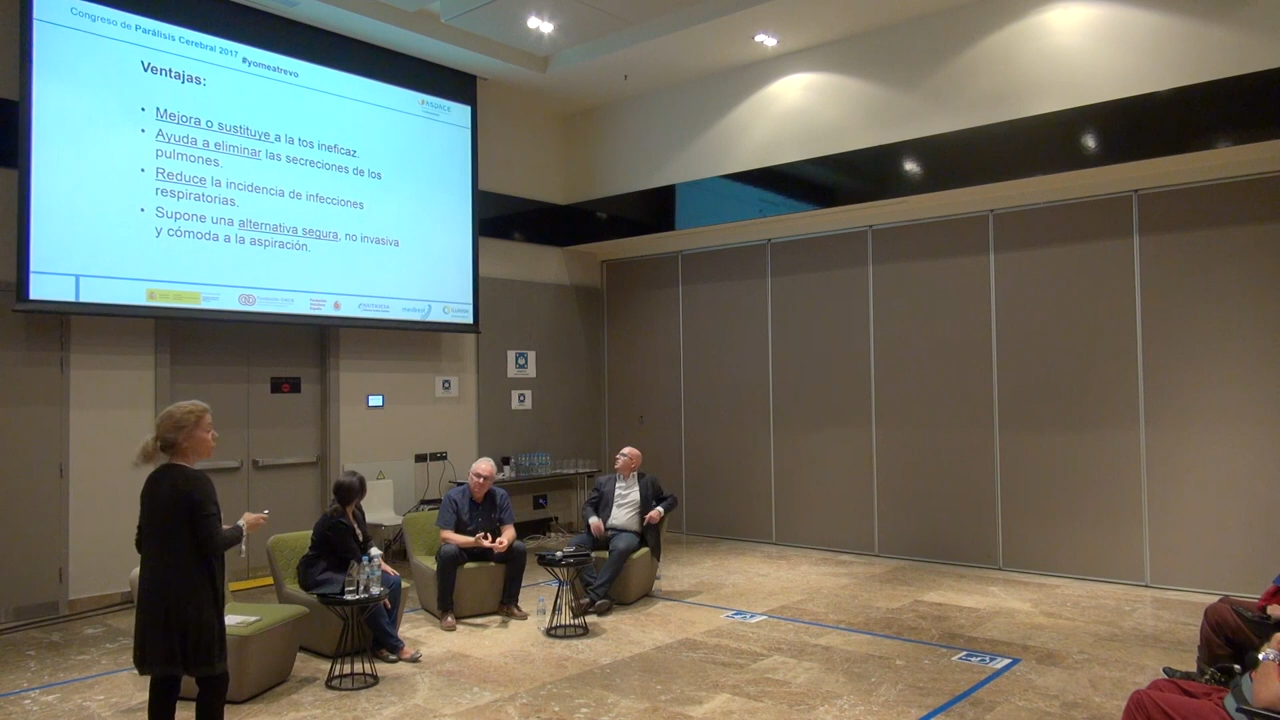 Congreso de Parálisis Cerebral 2017 #yomeatrevo
Ventajas:
ASPACE
• Mejora o sustituye a la tos ineficaz.
• Ayuda a eliminar las secreciones de los
pulmones.
• Reduce la incidencia de infecciones
respiratorias.
• Supone una alternativa segura, no invasiva
y cómoda a la aspiración.